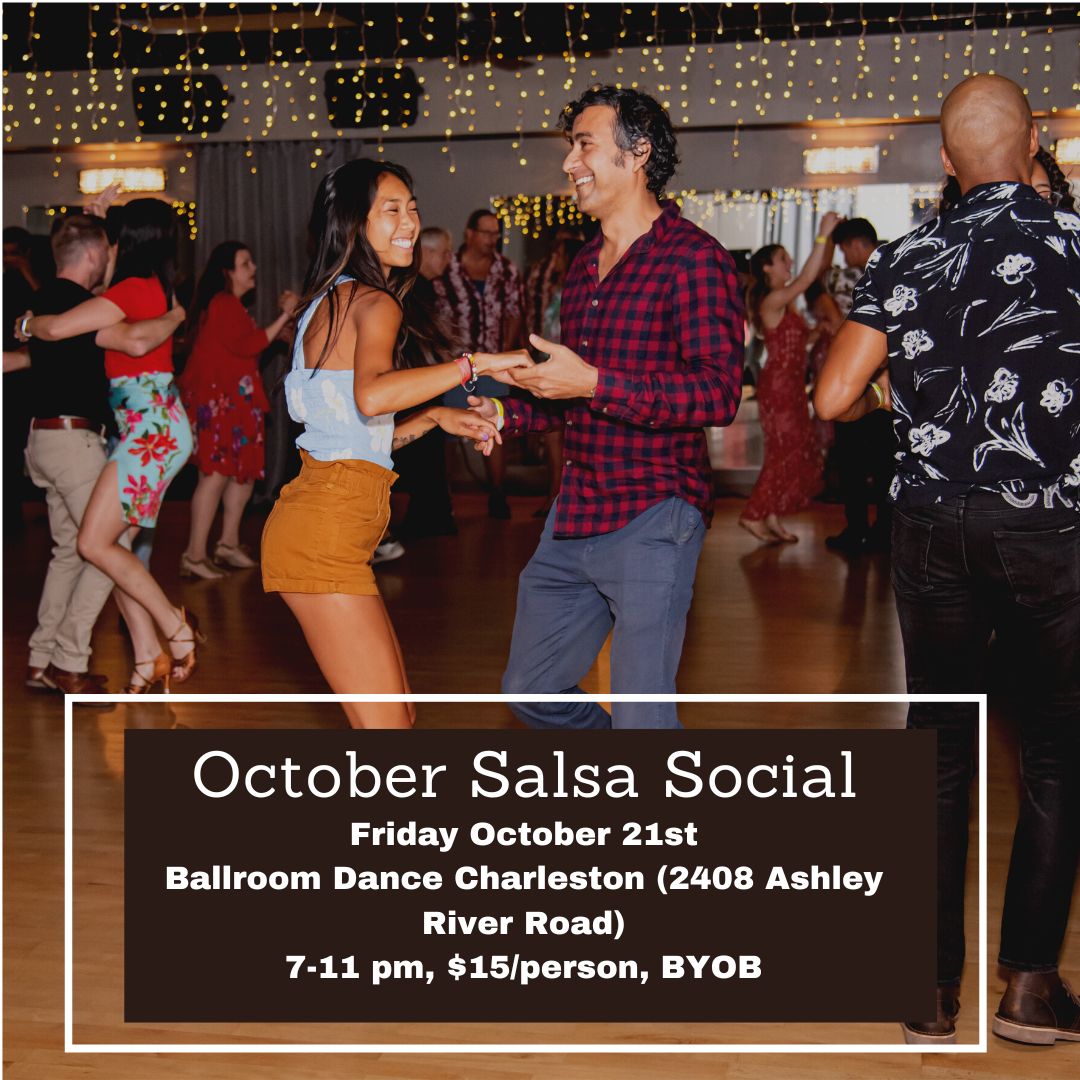 October Salsa Social
Friday October 21st
Ballroom Dance Charleston (2408 Ashley
River Road)
7-11 pm, $15/person, BYOB